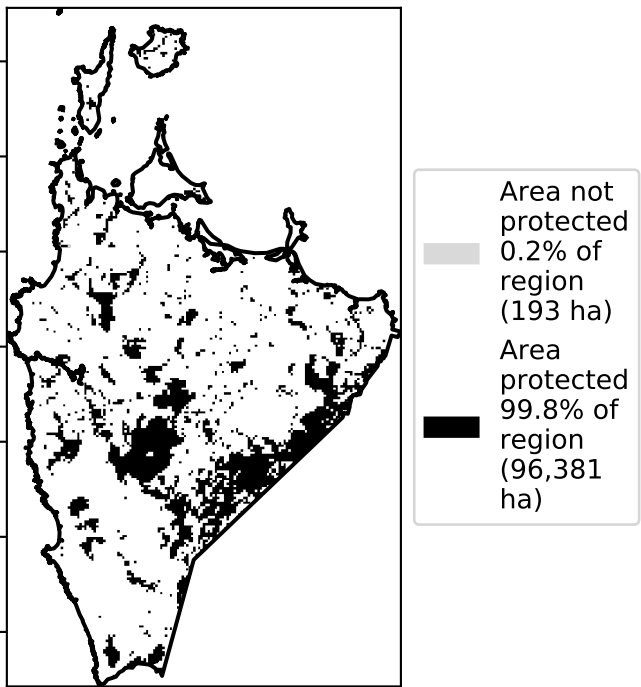 Area not
protected
0.2% of
region
(193 ha)
Area
protected
99.8% of
region
(96,381
ha)